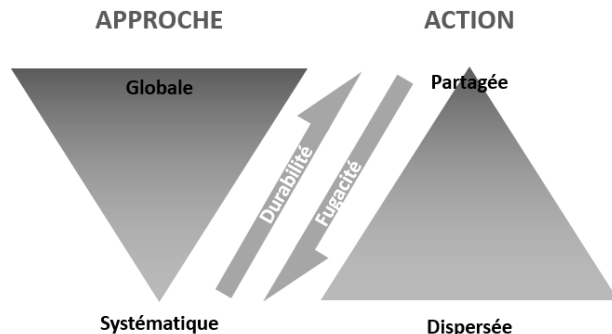 APPROCHE
ACTION
Globale
Partagée
Durabilité
Fugacité
Systématique
Dispersée